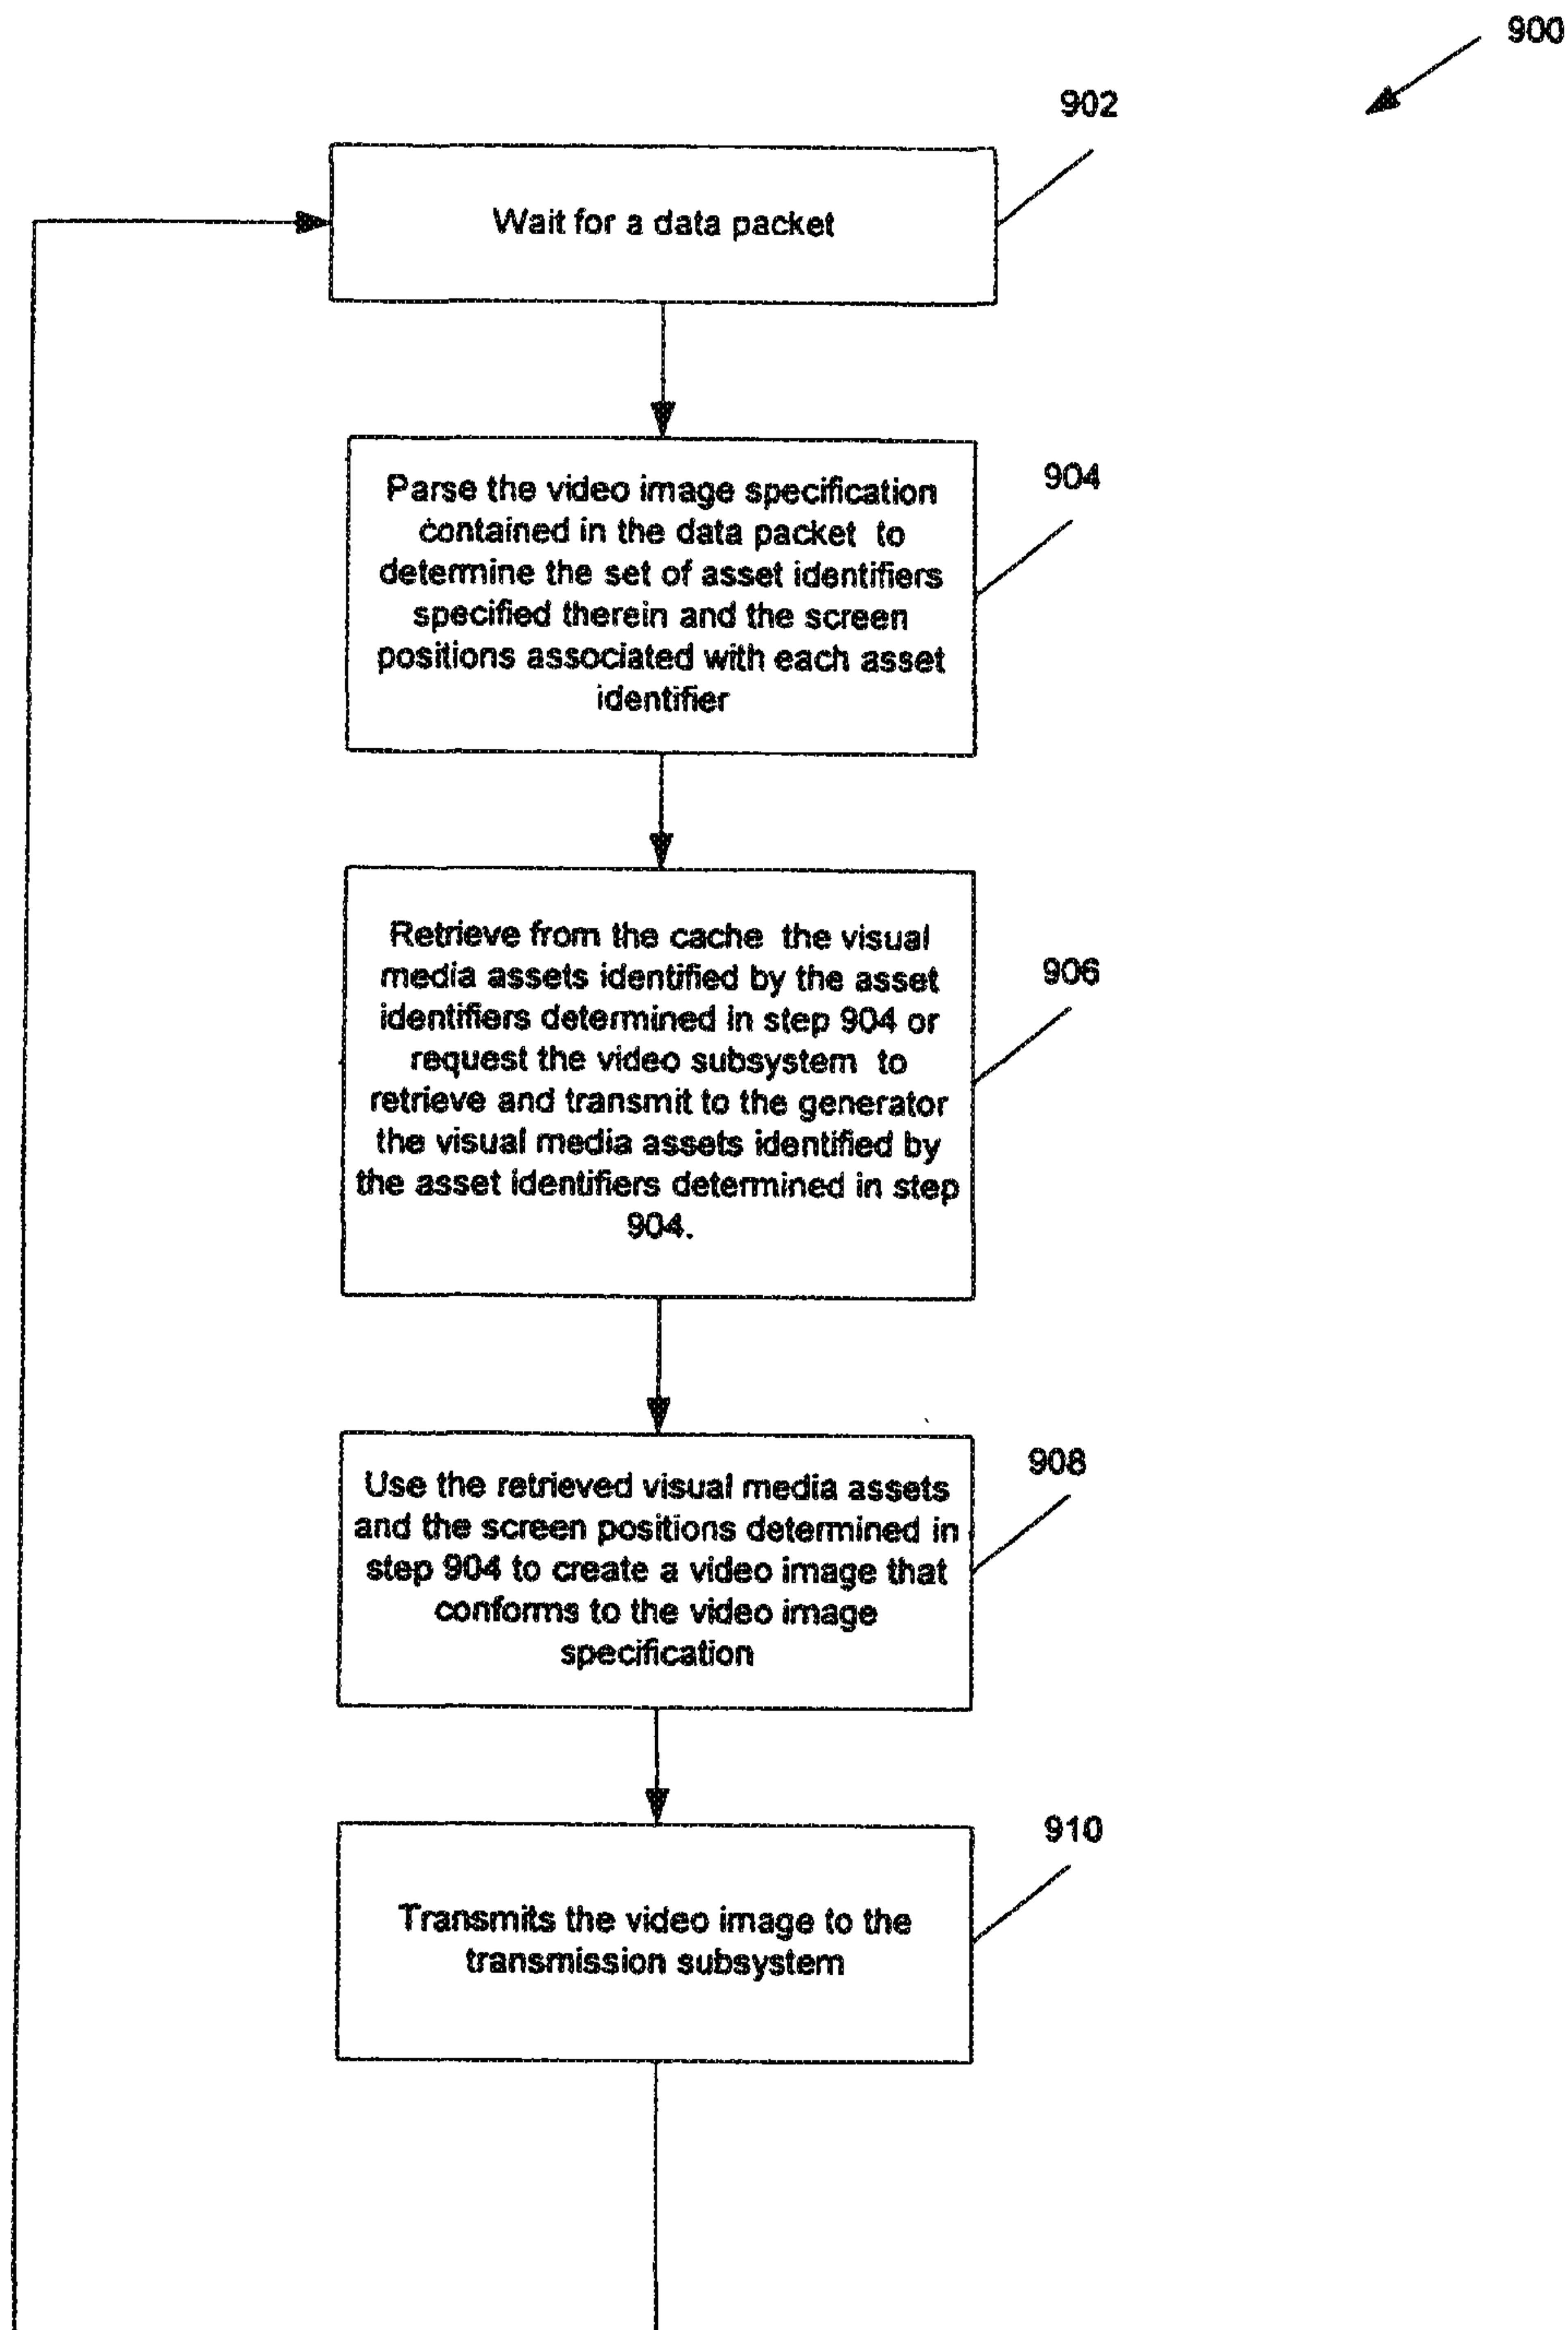 900
902
Wait for a data packet
904
Parse the video image specification
contained in the data packet to
determine the set of asset identifiers
specified therein and the screen
positions associated with each asset
identifier
906
Retrieve from the cache the visual
media assets identified by the asset
identifiers determined in step 904 or
request the video subsystem to
retrieve and transmit to the generator
the visual media assets identified by
the asset identifiers determined in step
904.
908
Use the retrieved visual media assets
and the screen positions determined in
step 904 to create a video image that
conforms to the video image
specification
910
Transmits the video image to the
transmission subsystem